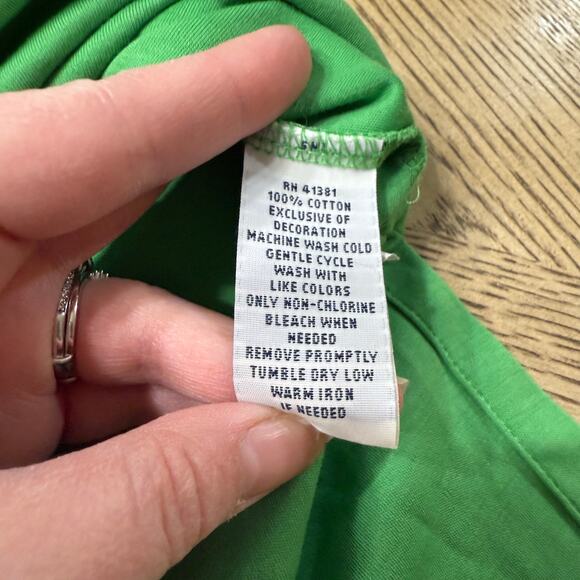 RN 41381
100% COTTON
EXCLUSIVE OF
DECORATION
MACHINE WASH COLD
GENTLE CYCLE
WASH WITH
LIKE COLORS
ONLY NON-CHLORINE
BLEACH WHEN
NEEDED
REMOVE PROMPTLY
TUMBLE DRY LOW
WARM IRON
IF NEEDED